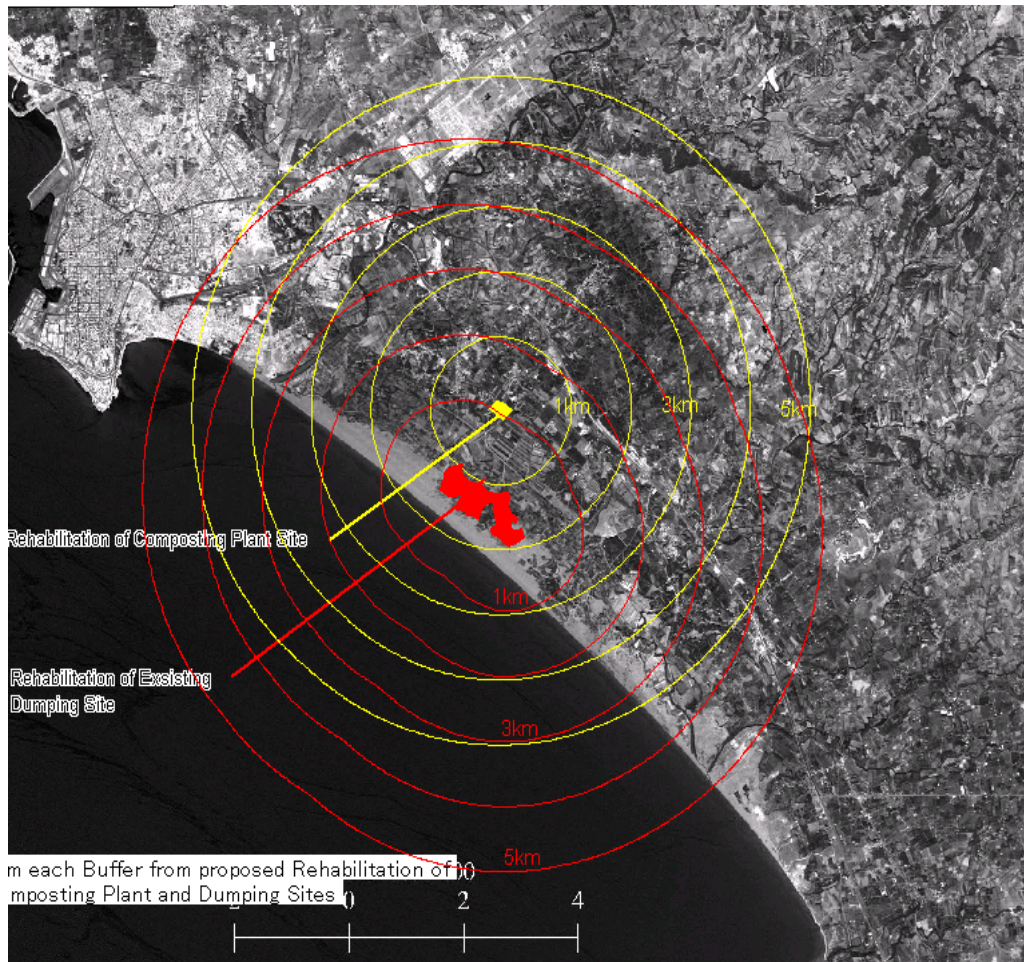 1km
3km
5km
Rehabilitation of Composting Plant Site
1km
Rehabilitation of Exsisting
Dumping Site
3km
5km
m each Buffer from proposed Rehabilitation of
mposting Plant and Dumping Sites
0 2 4